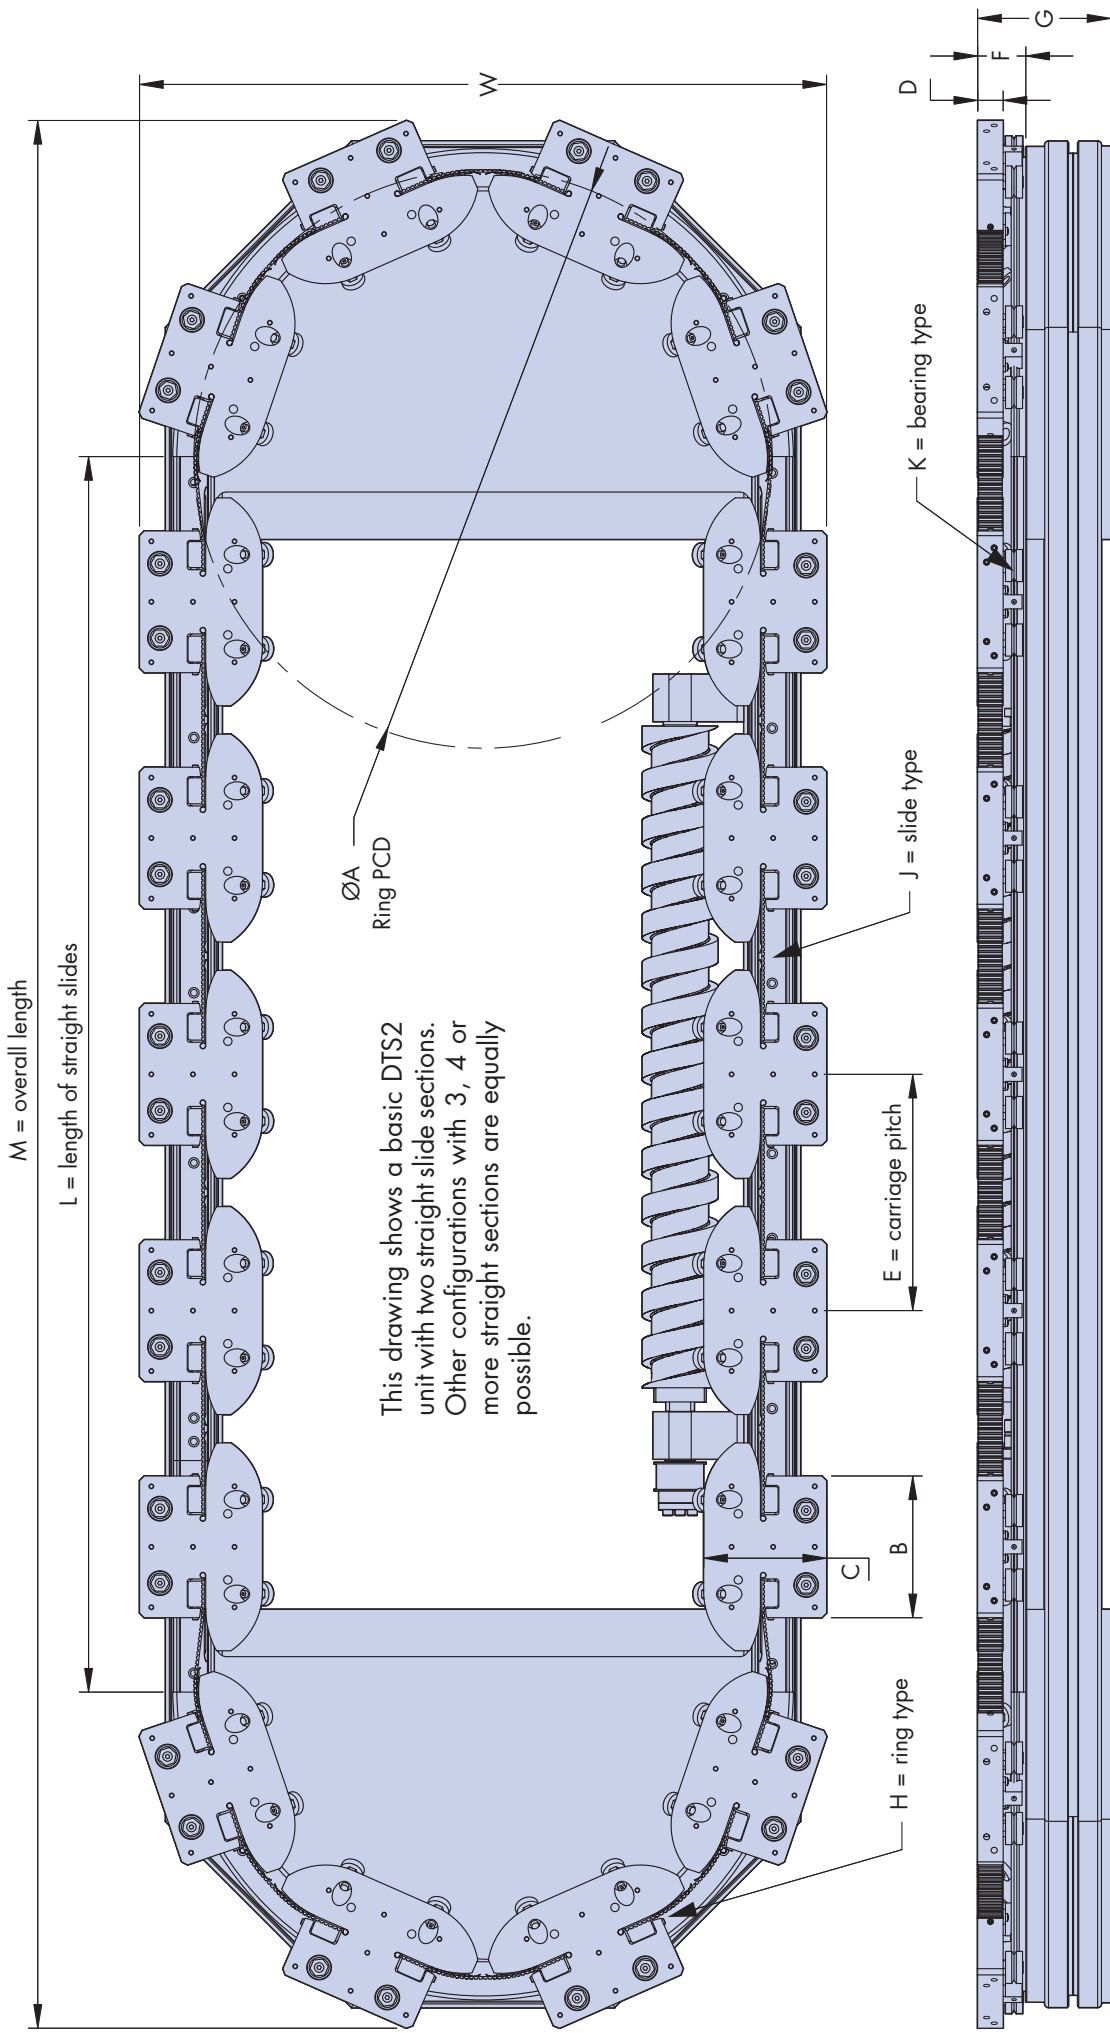 M = overall length
L = length of straight slides
W
ØA
Ring PCD
This drawing shows a basic DTS2
unit with two straight slide sections.
Other configurations with 3, 4 or
more straight sections are equally
possible.
C
B
E = carriage pitch
J = slide type
H = ring type
K = bearing type
D
F
G